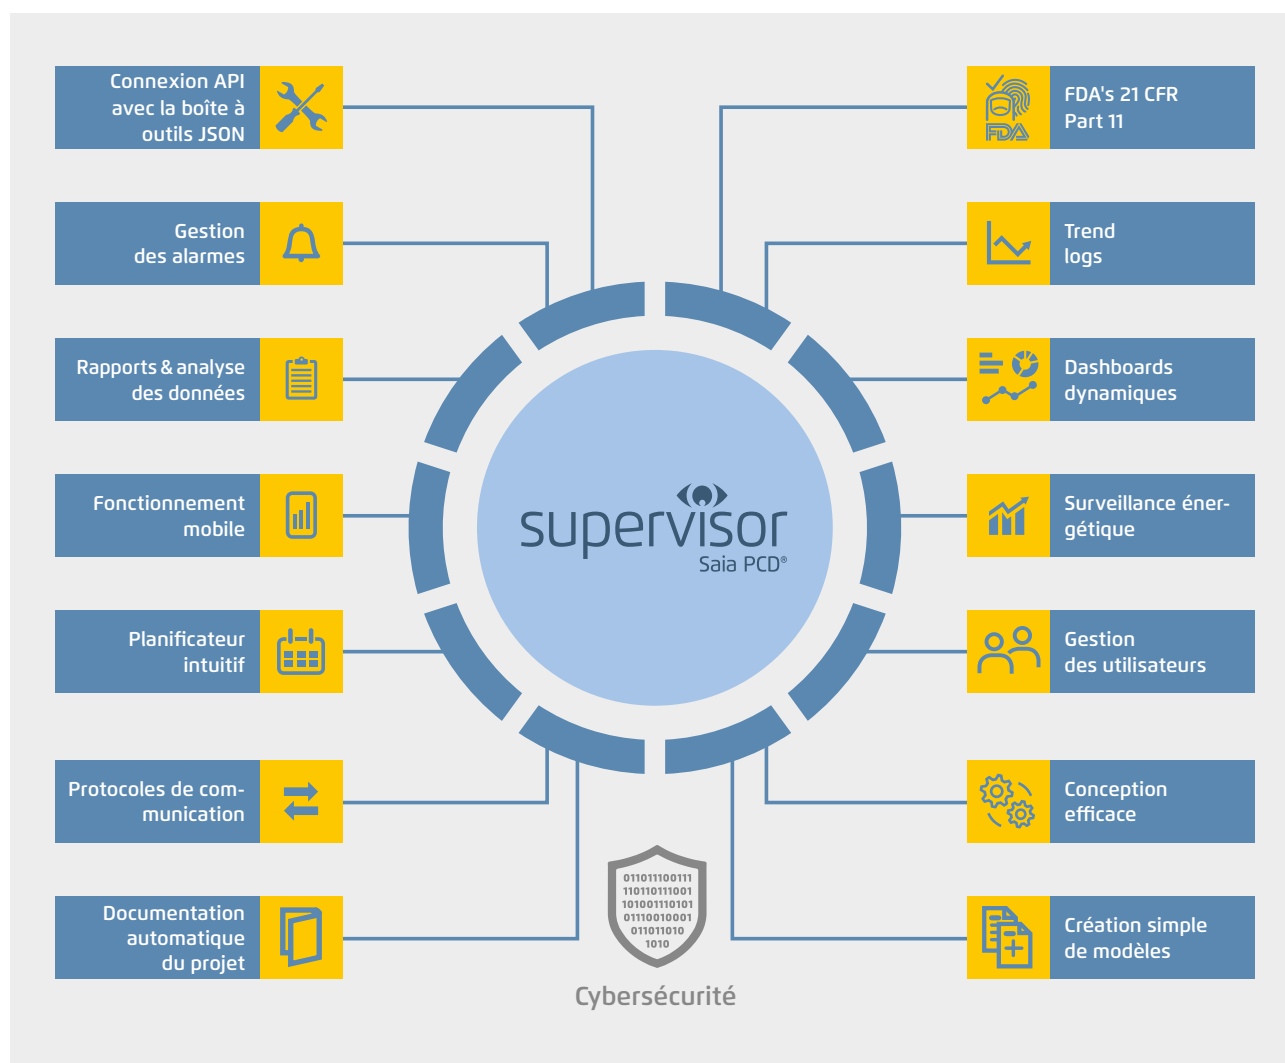 Connexion API
avec la boîte à
outils JSON
Gestion
des alarmes
Rapports & analyse
des données
Fonctionnement
mobile
Planificateur
intuitif
Protocoles de com-
munication
Documentation
automatique
du projet
supervisor
Saia PCD®
011011100111
110110111001
101001110101
01110010001
011011010
1010
Cybersécurité
FDA
FDA's 21 CFR
Part 11
Trend
logs
Dashboards
dynamiques
Surveillance éner-
gétique
Gestion
des utilisateurs
Conception
efficace
Création simple
de modèles